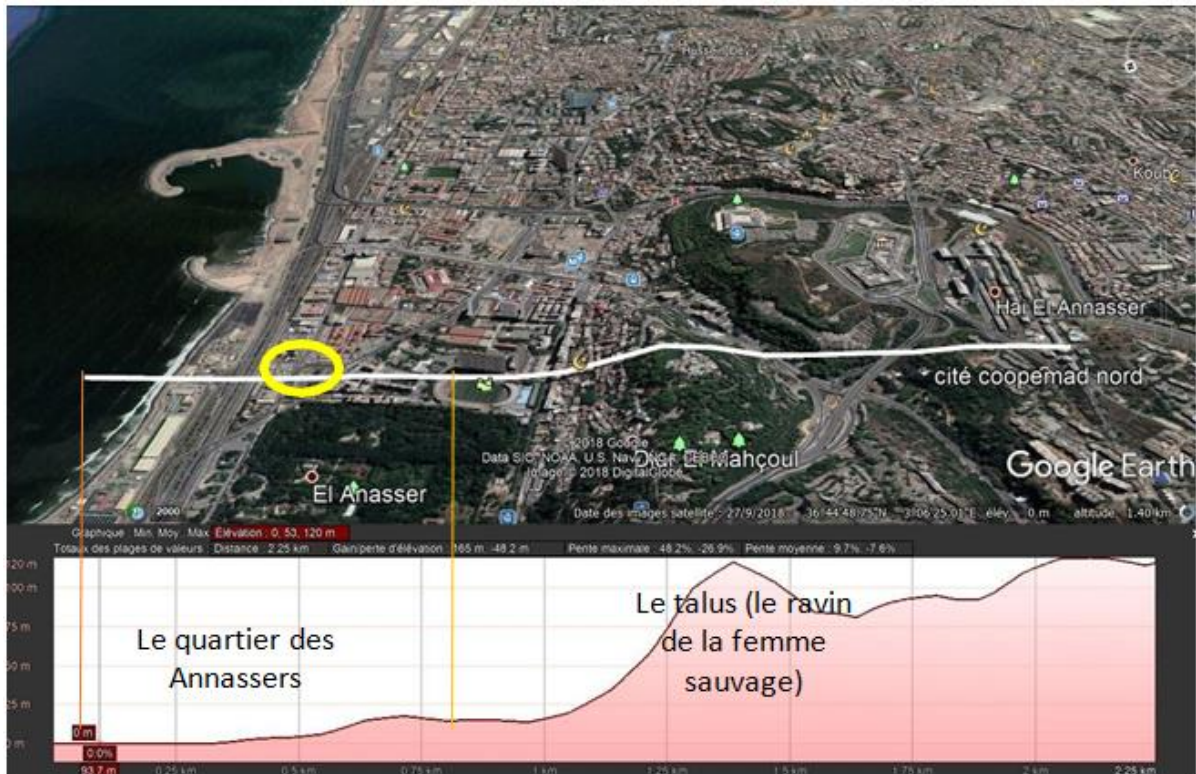 Hussein Dey
Kouba
Hai El Annasser
cité coopemad nord
2018 Google
Data SIO, NOAA, U.S. Navy, NGA, GEBCO
Diar El Mahçoul
Image © 2018 DigitalGlobe
Google Earth
El Anasser
2000
Date des images satellite : 27/9/2018 36°44'48.75"N 3°06'25.01"E élév. 0 m altitude 1.40 km
Graphique : Min. Moy. Max. Élévation : 0, 53, 120 m
Totaux des plages de valeurs : Distance : 2.25 km Gain/perte d'élévation : 165 m, -48.2 m Pente maximale : 48.2%, -26.9% Pente moyenne : 9.7%, -7.6%
120 m
100 m
75 m
50 m
25 m
0 m
Le quartier des
Annassers
Le talus (le ravin
de la femme
sauvage)
0 m
0.0%
93.7 m
0.25 km
0.5 km
0.75 km
1 km
1.25 km
1.5 km
1.75 km
2 km
2.25 km